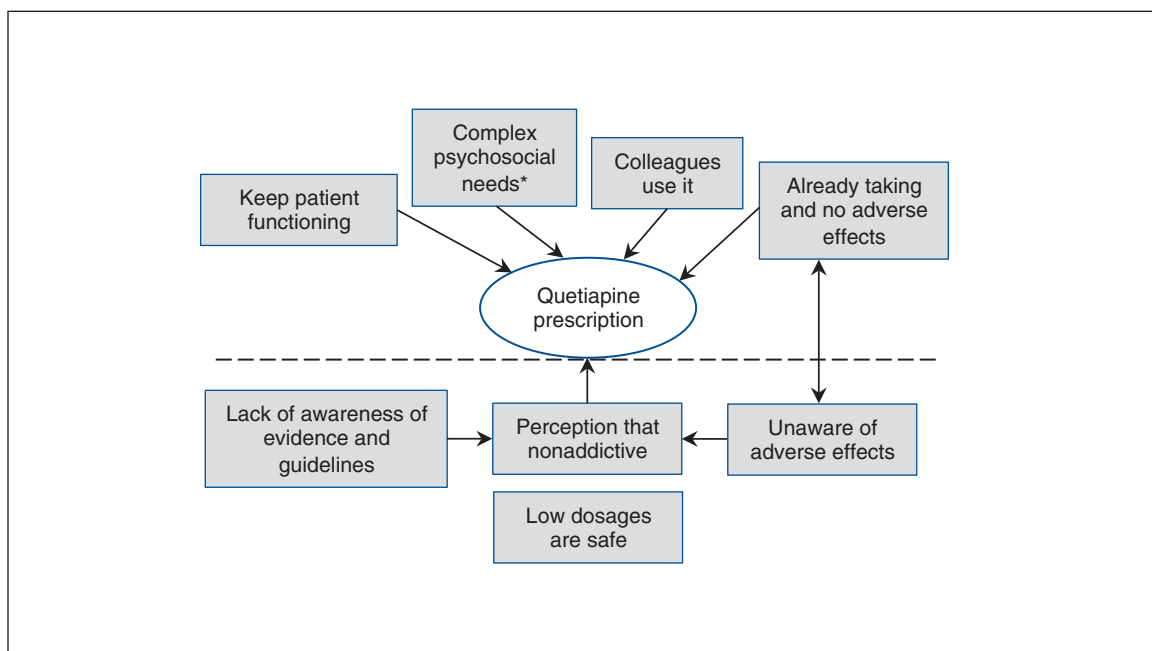 Complex
psychosocial
needs*
Colleagues
use it
Keep patient
functioning
Already taking
and no adverse
effects
Quetiapine
prescription
Lack of awareness of
evidence and
guidelines
Perception that
nonaddictive
Unaware of
adverse effects
Low dosages
are safe